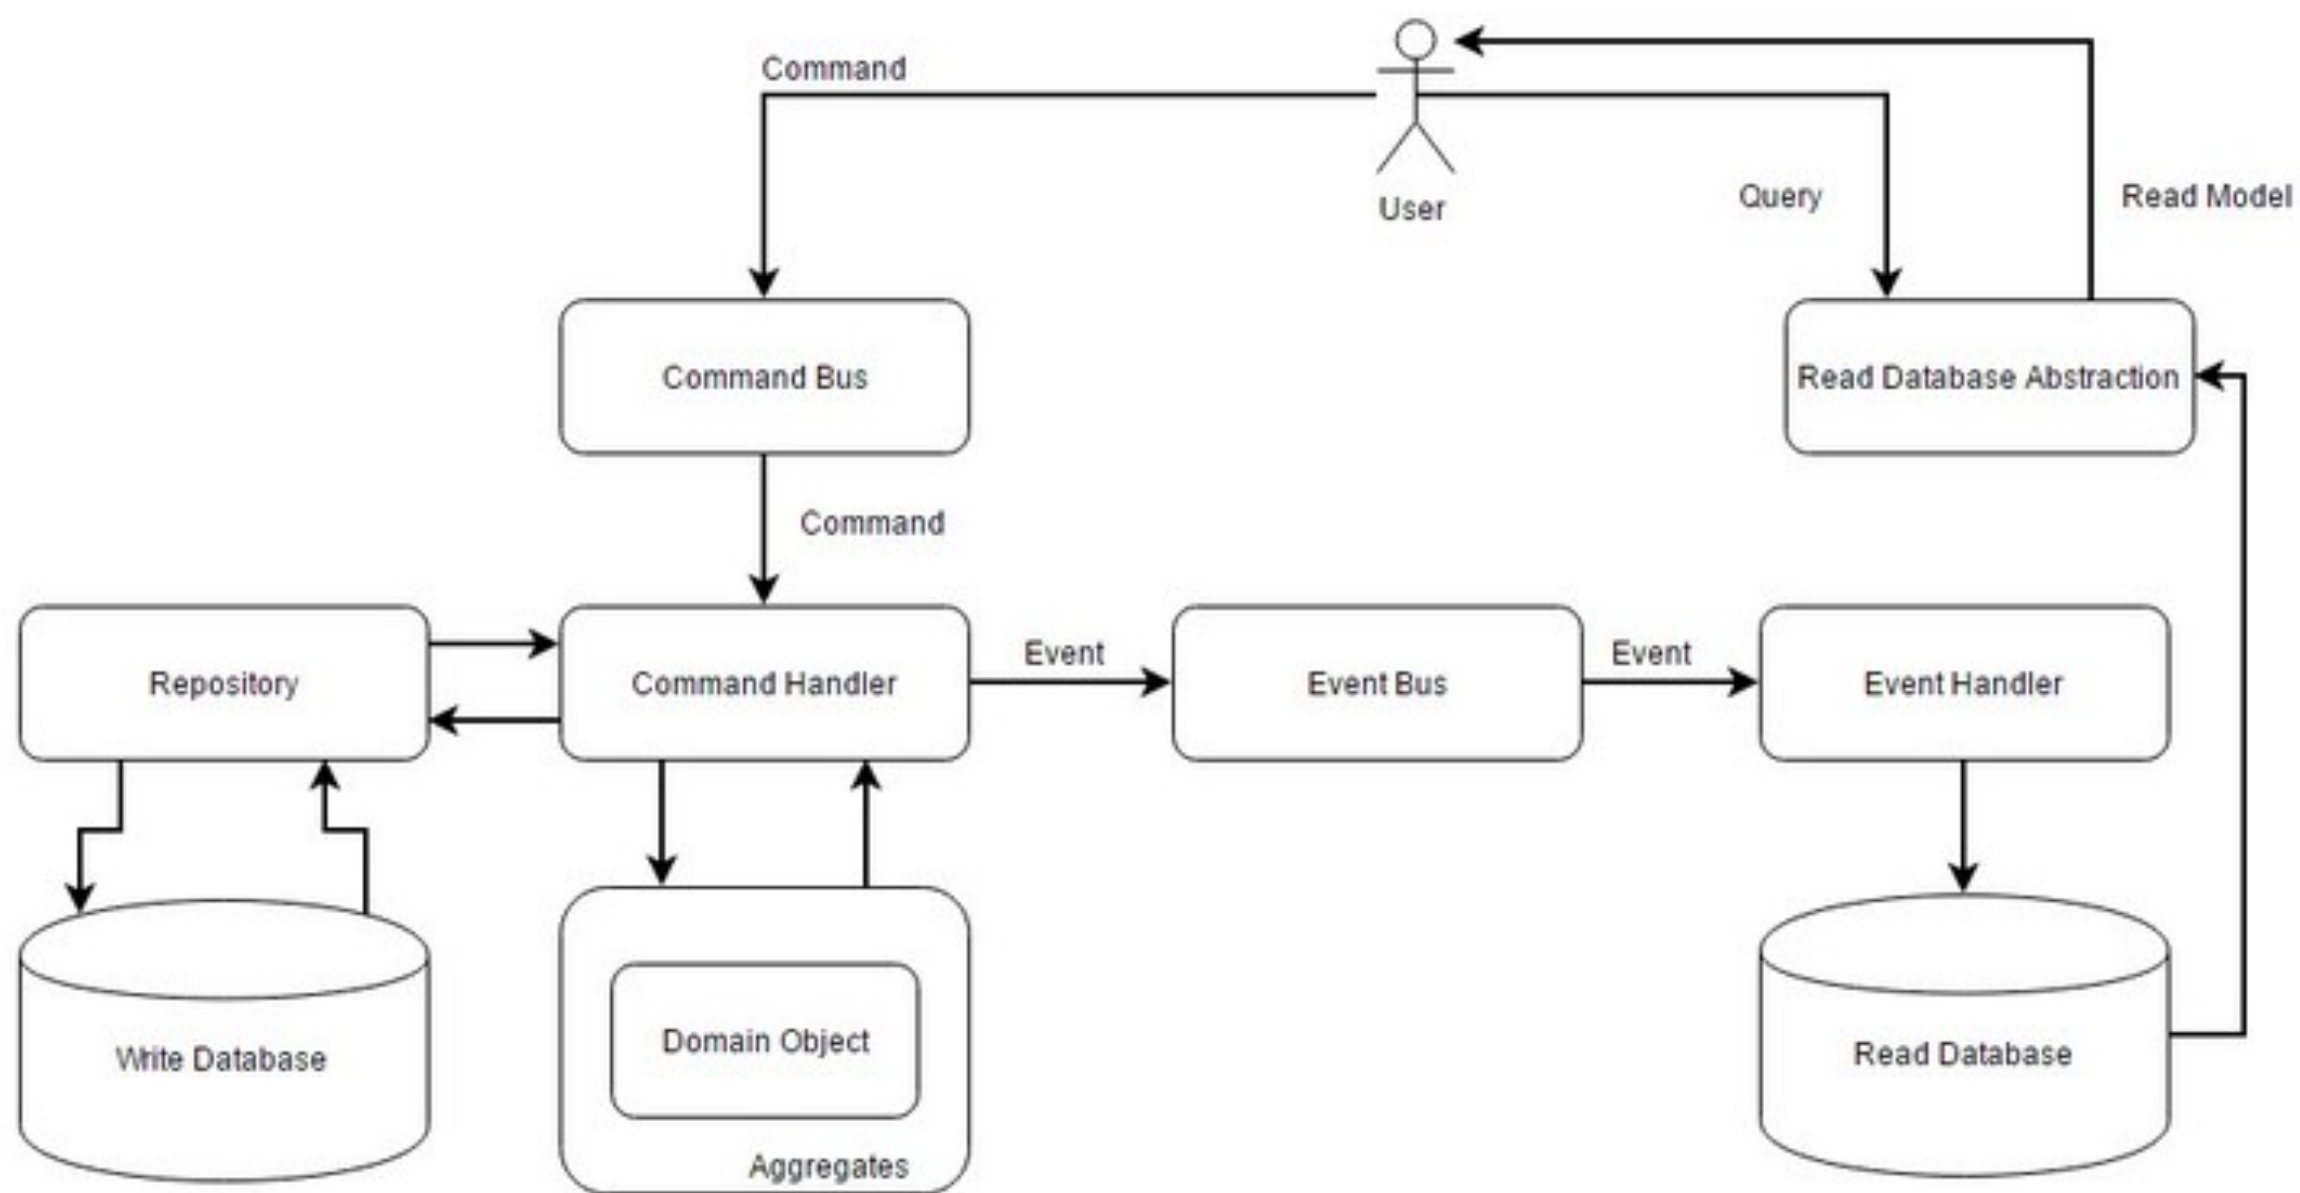 Command
User
Query
Read Model
Command Bus
Read Database Abstraction
Command
Repository
Command Handler
Event
Event Bus
Event
Event Handler
Write Database
Domain Object
Aggregates
Read Database